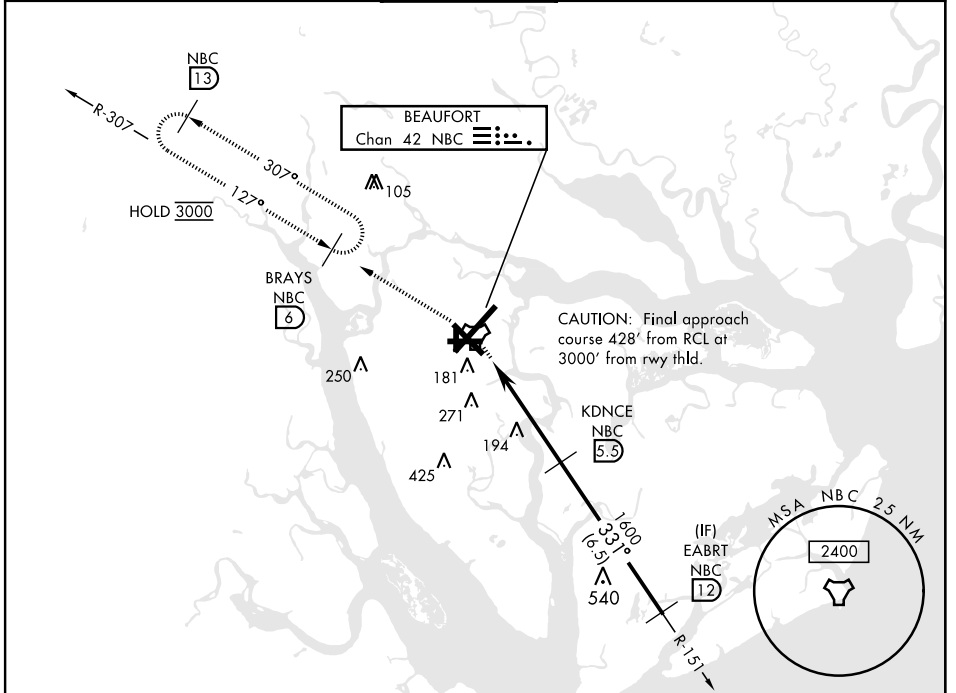 NBC
13
R-307
307°
127°
HOLD 3000
BEAUFORT
Chan 42 NBC
105
BRAYS
NBC
6
CAUTION: Final approach
course 428' from RCL at
3000' from rwy thld.
250
181
271
194
425
KDNCE
NBC
5.5
1600
331°
(6.5)
540
(IF)
EABRT
NBC
12
R-151
MSA NBC 25 NM
2400